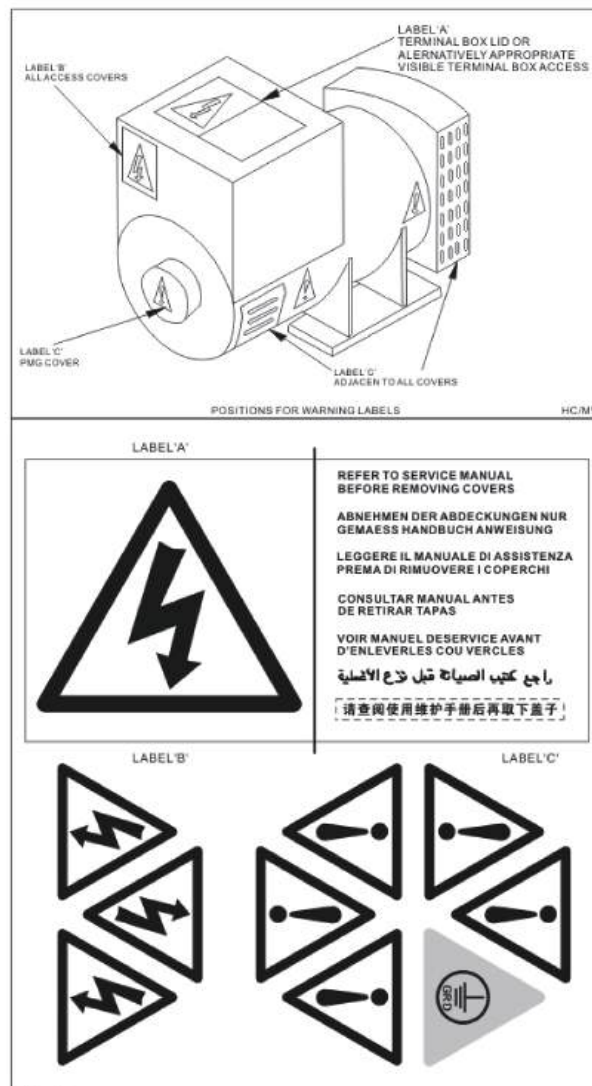 LABEL'A'
TERMINAL BOX LID OR
ALERNATIVELY APPROPRIATE
VISIBLE TERMINAL BOX ACCESS
LABEL'B'
ALL ACCESS COVERS
LABEL'C'
PMG COVER
LABEL'C'
ADJACEN TO ALL COVERS
POSITIONS FOR WARNING LABELS
LABEL'A'
REFER TO SERVICE MANUAL
BEFORE REMOVING COVERS
ABNEHMEN DER ABDECKUNGEN NUR
GEMAESS HANDBUCH ANWEISUNG
LEGGERE IL MANUALE DI ASSISTENZA
PREMA DI RIMUOVERE I COPERCHI
CONSULTAR MANUAL ANTES
DE RETIRAR TAPAS
VOIR MANUEL DESERVICE AVANT
D'ENLEVERLES COU VERCLES
راجع كتيب الصيانة قبل نزع الأغطية
请查阅使用维护手册后再取下盖子
LABEL'B'
LABEL'C'
GRD